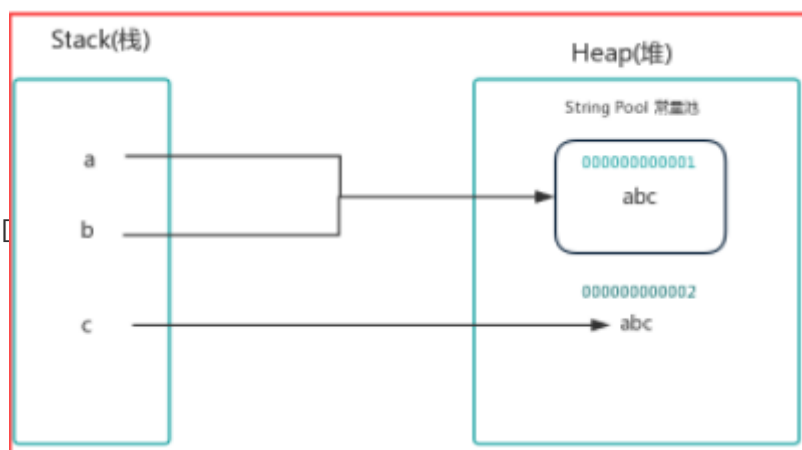 Stack(栈)
Heap(堆)
String Pool 常量池
a
000000000001
abc
b
000000000002
c
abc